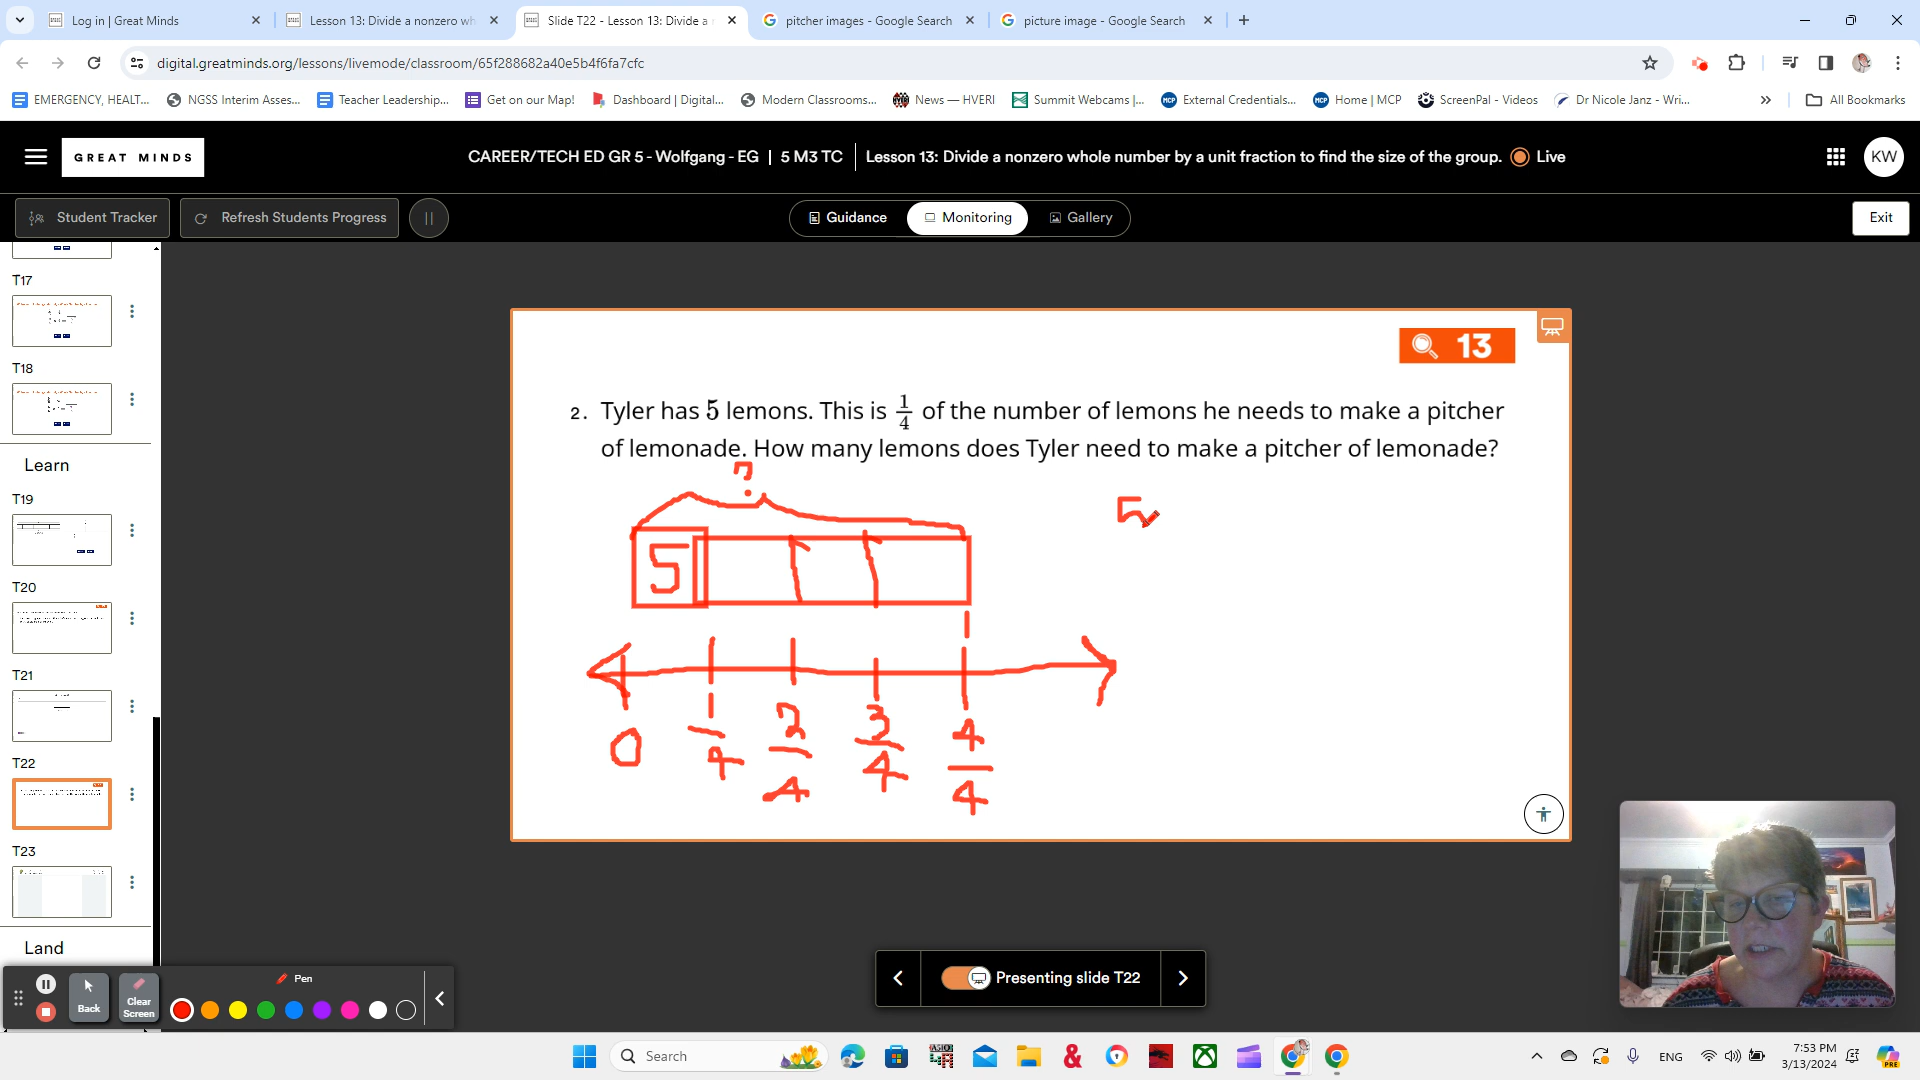 Log in | Great Minds
Lesson 13: Divide a nonzero wh
Slide T22 - Lesson 13: Divide a
pitcher images - Google Search
picture image - Google Search
digital.greatminds.org/lessons/livemode/classroom/65f288682a40e5b4f6fa7cfc
EMERGENCY, HEALT...
NGSS Interim Asses...
Teacher Leadership...
Get on our Map!
Dashboard | Digital...
Modern Classrooms...
News — HVERI
Summit Webcams |...
External Credentials...
Home | MCP
ScreenPal - Videos
Dr Nicole Janz - Wri...
All Bookmarks
GREAT MINDS
CAREER/TECH ED GR 5 - Wolfgang - EG | 5 M3 TC
Lesson 13: Divide a nonzero whole number by a unit fraction to find the size of the group.
Live
KW
Student Tracker
Refresh Students Progress
Guidance
Monitoring
Gallery
Exit
T17
T18
Learn
T19
T20
T21
T22
T23
Land
13
2. Tyler has 5 lemons. This is 1/4 of the number of lemons he needs to make a pitcher
of lemonade. How many lemons does Tyler need to make a pitcher of lemonade?
?
5
5
0 1/4 2/4 3/4 4/4
Presenting slide T22
Pen
Back
Clear
Screen
Search
ENG
7:53 PM
3/13/2024